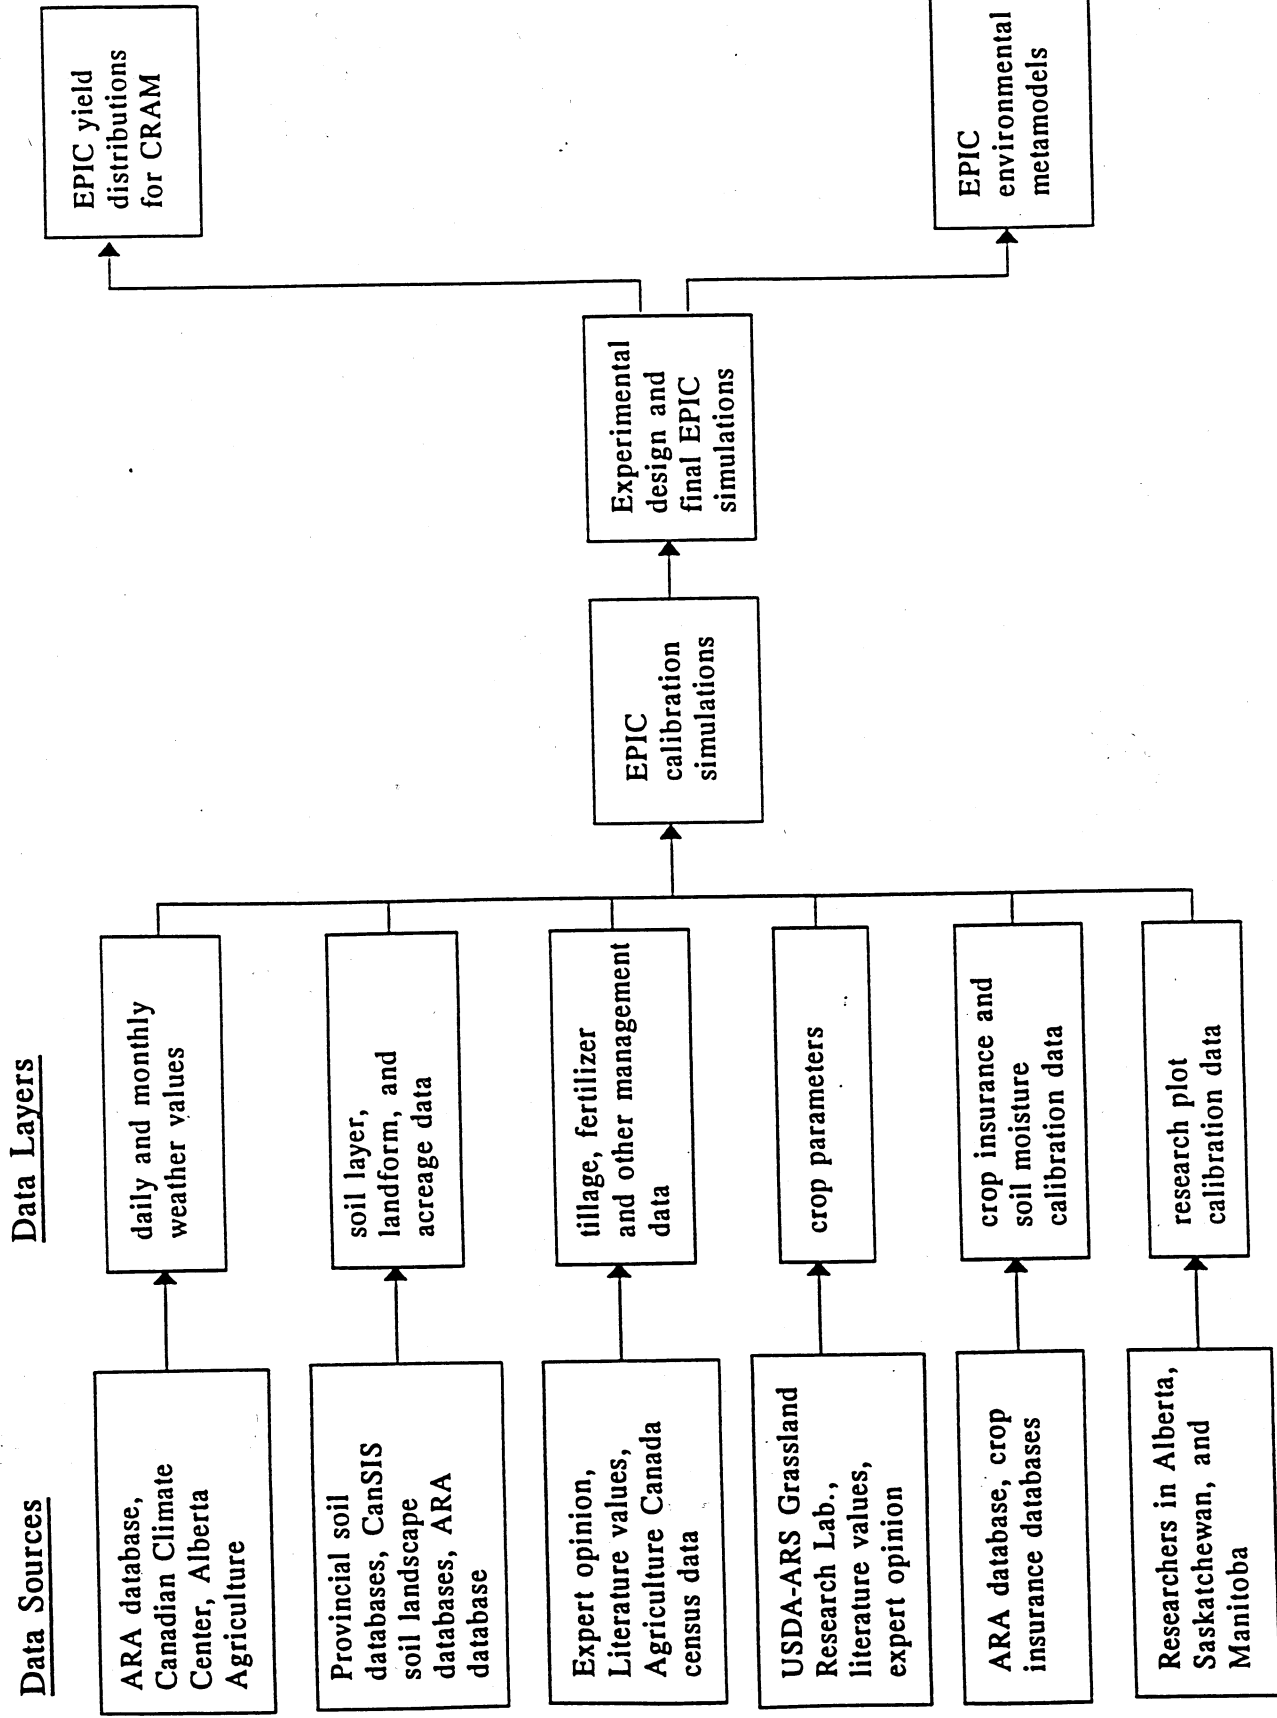 Data Sources
Data Layers
ARA database,
Canadian Climate
Center, Alberta
Agriculture
daily and monthly
weather values
Provincial soil
databases, CanSIS
soil landscape
databases, ARA
database
soil layer,
landform, and
acreage data
Expert opinion,
Literature values,
Agriculture Canada
census data
tillage, fertilizer
and other management
data
USDA-ARS Grassland
Research Lab.,
literature values,
expert opinion
crop parameters
ARA database, crop
insurance databases
crop insurance and
soil moisture
calibration data
Researchers in Alberta,
Saskatchewan, and
Manitoba
research plot
calibration data
EPIC
calibration
simulations
Experimental
design and
final EPIC
simulations
EPIC yield
distributions
for CRAM
EPIC
environmental
metamodels